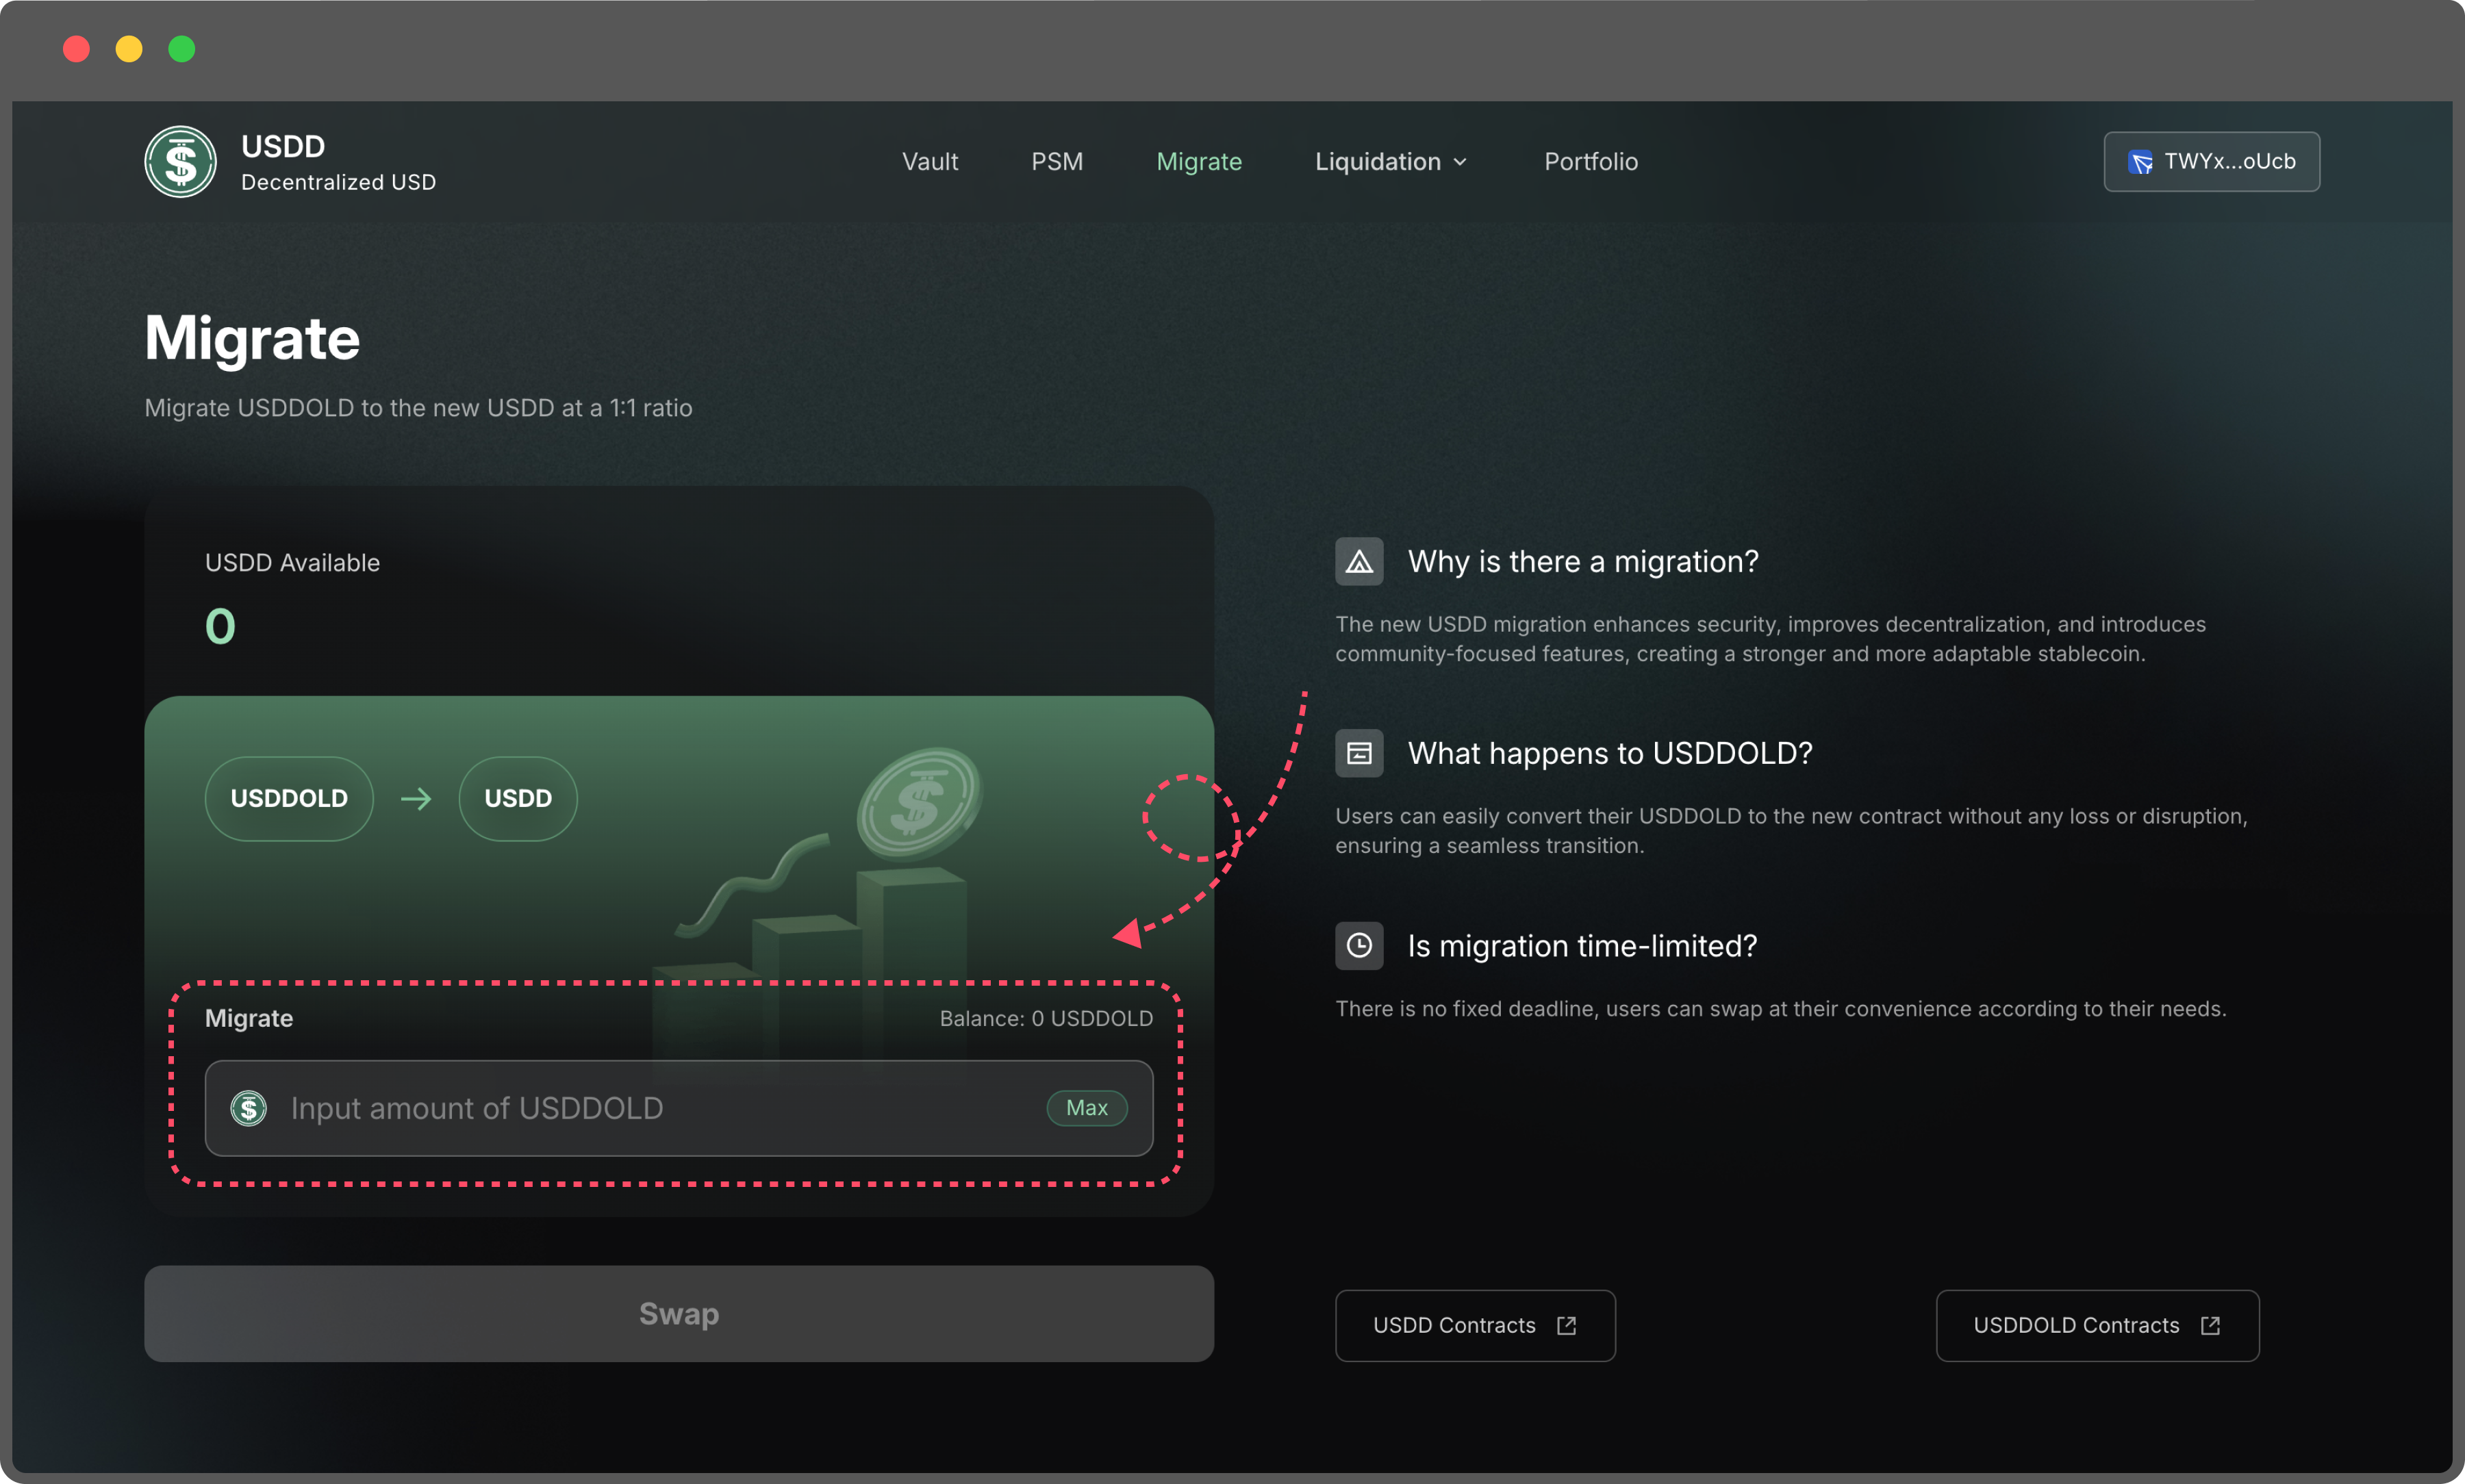 USDD
Decentralized USD
Vault
PSM
Migrate
Liquidation
Portfolio
TWYx...oUcb
Migrate
Migrate USDDOLD to the new USDD at a 1:1 ratio
USDD Available
0
USDDOLD
USDD
Migrate
Balance: 0 USDDOLD
Input amount of USDDOLD
Max
Swap
Why is there a migration?
The new USDD migration enhances security, improves decentralization, and introduces
community-focused features, creating a stronger and more adaptable stablecoin.
What happens to USDDOLD?
Users can easily convert their USDDOLD to the new contract without any loss or disruption,
ensuring a seamless transition.
Is migration time-limited?
There is no fixed deadline, users can swap at their convenience according to their needs.
USDD Contracts
USDDOLD Contracts